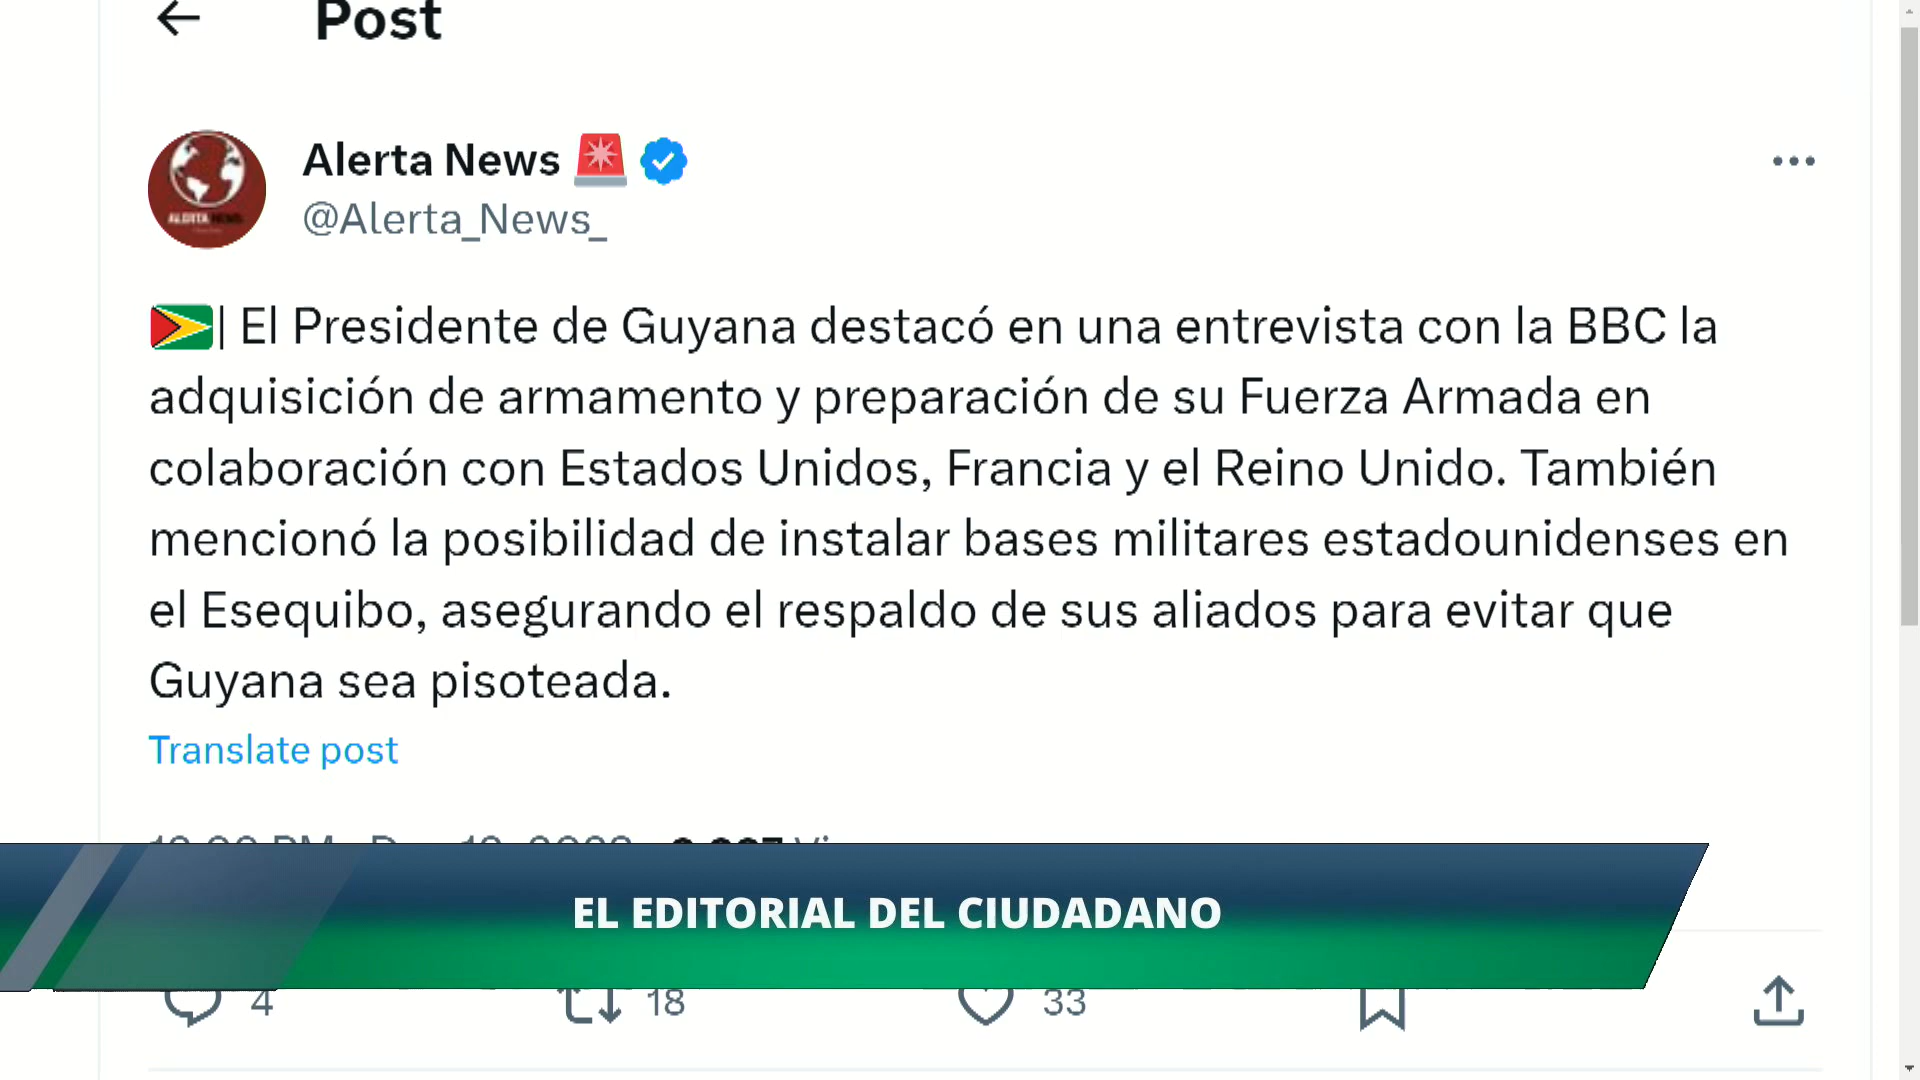 Post
Alerta News
@Alerta_News_
| El Presidente de Guyana destacó en una entrevista con la BBC la
adquisición de armamento y preparación de su Fuerza Armada en
colaboración con Estados Unidos, Francia y el Reino Unido. También
mencionó la posibilidad de instalar bases militares estadounidenses en
el Esequibo, asegurando el respaldo de sus aliados para evitar que
Guyana sea pisoteada.
Translate post
EL EDITORIAL DEL CIUDADANO
4 18 33